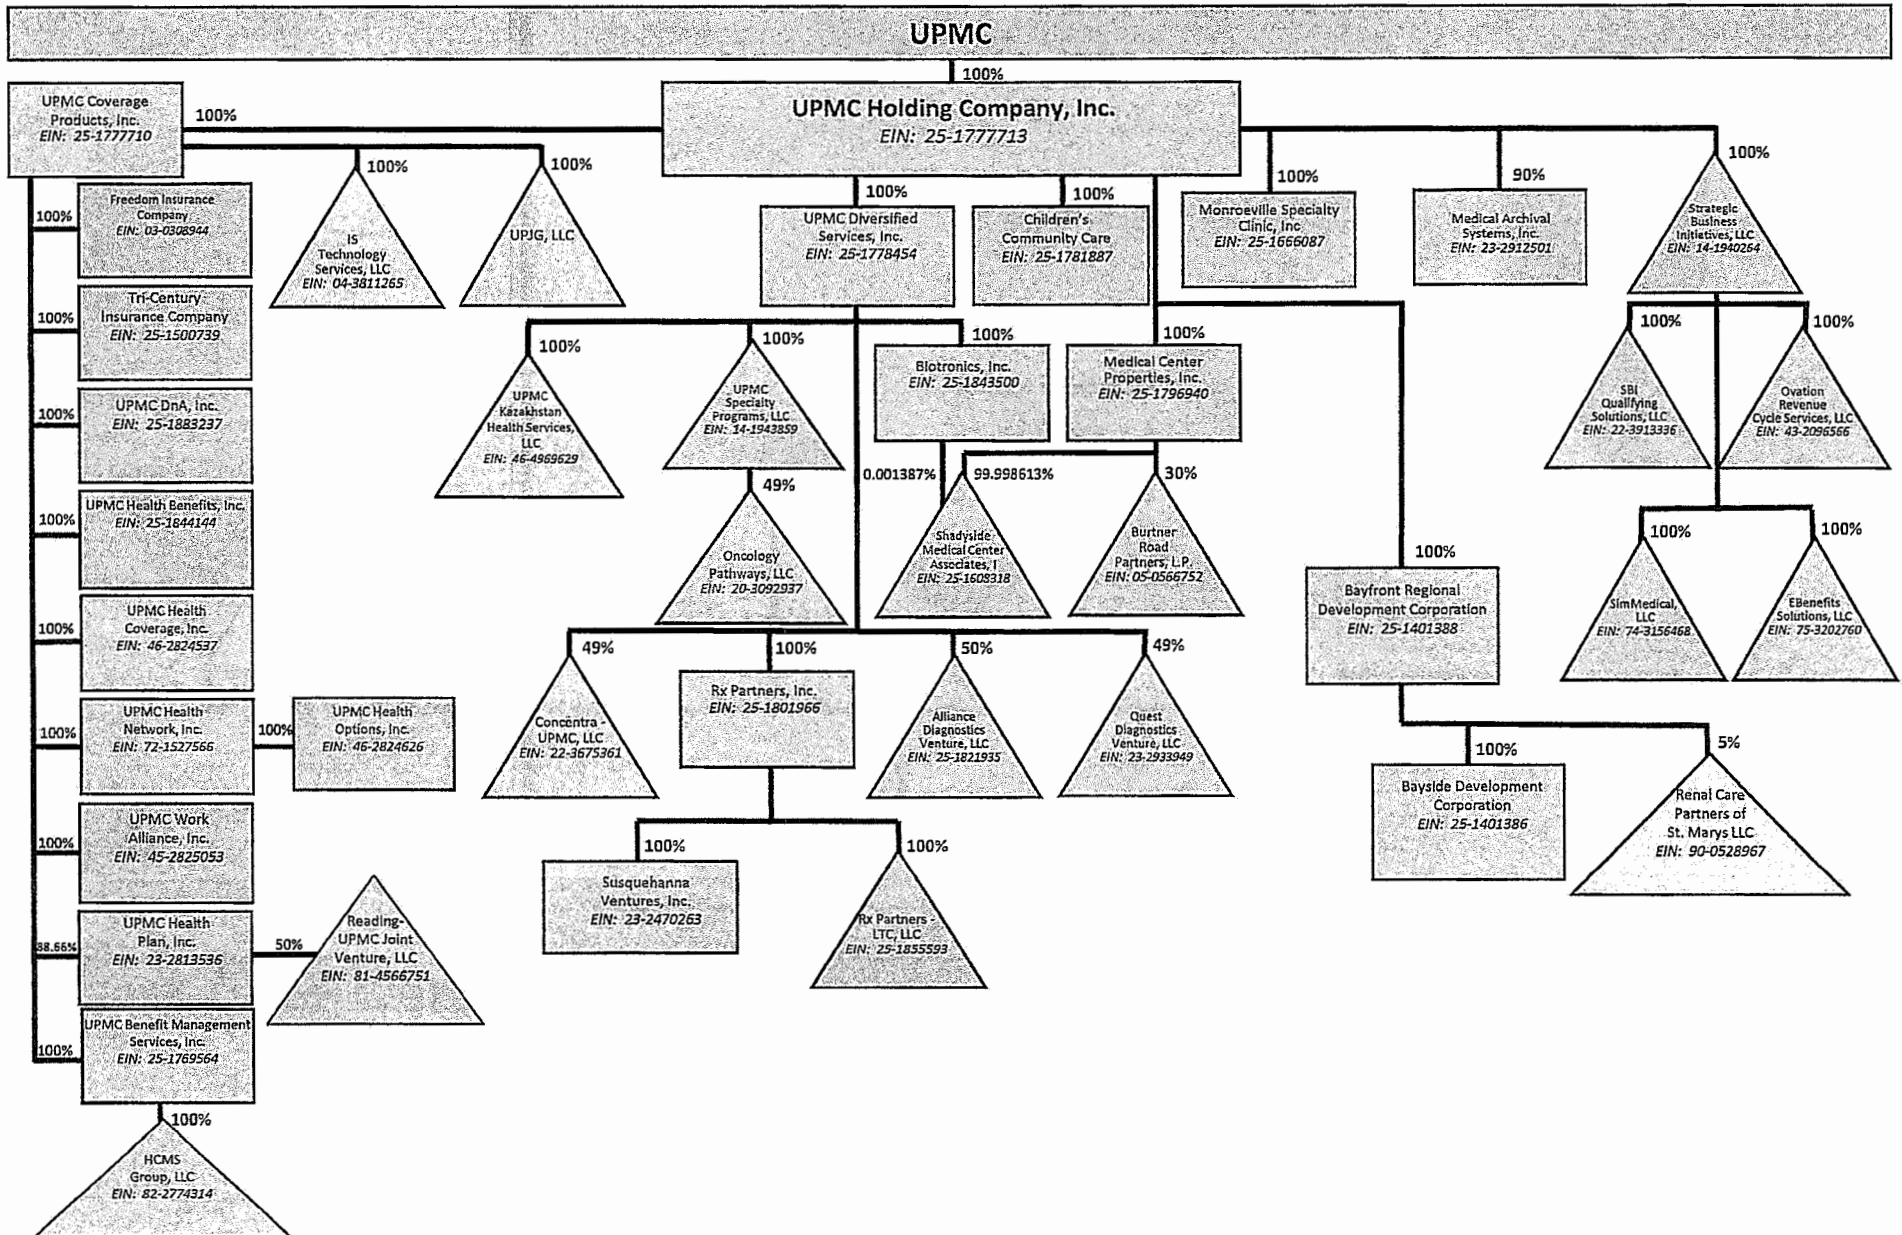 UPMC
100%
UPMC Holding Company, Inc.
EIN: 25-1777713
UPMC Coverage
Products, Inc.
EIN: 25-1777710
100%
100%
IS
Technology
Services, LLC
EIN: 04-3811265
100%
UPJG, LLC
100%
Freedom Insurance
Company
EIN: 03-0308944
100%
Tri-Century
Insurance Company
EIN: 25-1500739
100%
UPMC DnA, Inc.
EIN: 25-1883237
100%
UPMC Health Benefits, Inc.
EIN: 25-1844144
100%
UPMC Health
Coverage, Inc.
EIN: 46-2824537
100%
UPMC Health
Network, Inc.
EIN: 72-1527566
100%
UPMC Health
Options, Inc.
EIN: 46-2824626
100%
UPMC Work
Alliance, Inc.
EIN: 45-2825053
UPMC Health
Plan, Inc.
EIN: 23-2813536
50%
Reading-
UPMC Joint
Venture, LLC
EIN: 81-4566751
100%
UPMC Benefit Management
Services, Inc.
EIN: 25-1769564
100%
HCMS
Group, LLC
EIN: 82-2774314
100%
UPMC Diversified
Services, Inc.
EIN: 25-1778454
100%
UPMC
Kazakhstan
Health Services,
LLC
EIN: 46-4969629
100%
UPMC
Specialty
Programs, LLC
EIN: 14-1943859
49%
Oncology
Pathways, LLC
EIN: 20-3092937
100%
Biotronics, Inc.
EIN: 25-1843500
0.001387%
99.998613%
Shadyside
Medical Center
Associates, I
EIN: 25-1608318
49%
Concentra -
UPMC, LLC
EIN: 22-3675361
100%
Rx Partners, Inc.
EIN: 25-1801966
100%
Susquehanna
Ventures, Inc.
EIN: 23-2470263
100%
Rx Partners -
LTC, LLC
EIN: 25-1855593
50%
Alliance
Diagnostics
Venture, LLC
EIN: 25-1821935
49%
Quest
Diagnostics
Venture, LLC
EIN: 23-2933949
100%
Children's
Community Care
EIN: 25-1781887
100%
Medical Center
Properties, Inc.
EIN: 25-1796940
30%
Burtner
Road
Partners, L.P.
EIN: 05-0566752
100%
Bayfront Regional
Development Corporation
EIN: 25-1401388
100%
Bayside Development
Corporation
EIN: 25-1401386
5%
Renal Care
Partners of
St. Marys LLC
EIN: 90-0528967
100%
Monroeville Specialty
Clinic, Inc
EIN: 25-1666087
90%
Medical Archival
Systems, Inc.
EIN: 23-2912501
100%
Strategic
Business
Initiatives, LLC
EIN: 14-1940264
100%
SBI
Qualifying
Solutions, LLC
EIN: 22-3913336
100%
Ovation
Revenue
Cycle Services, LLC
EIN: 43-2096566
100%
SimMedical,
LLC
EIN: 74-3156468
100%
EBenefits
Solutions, LLC
EIN: 75-3202760